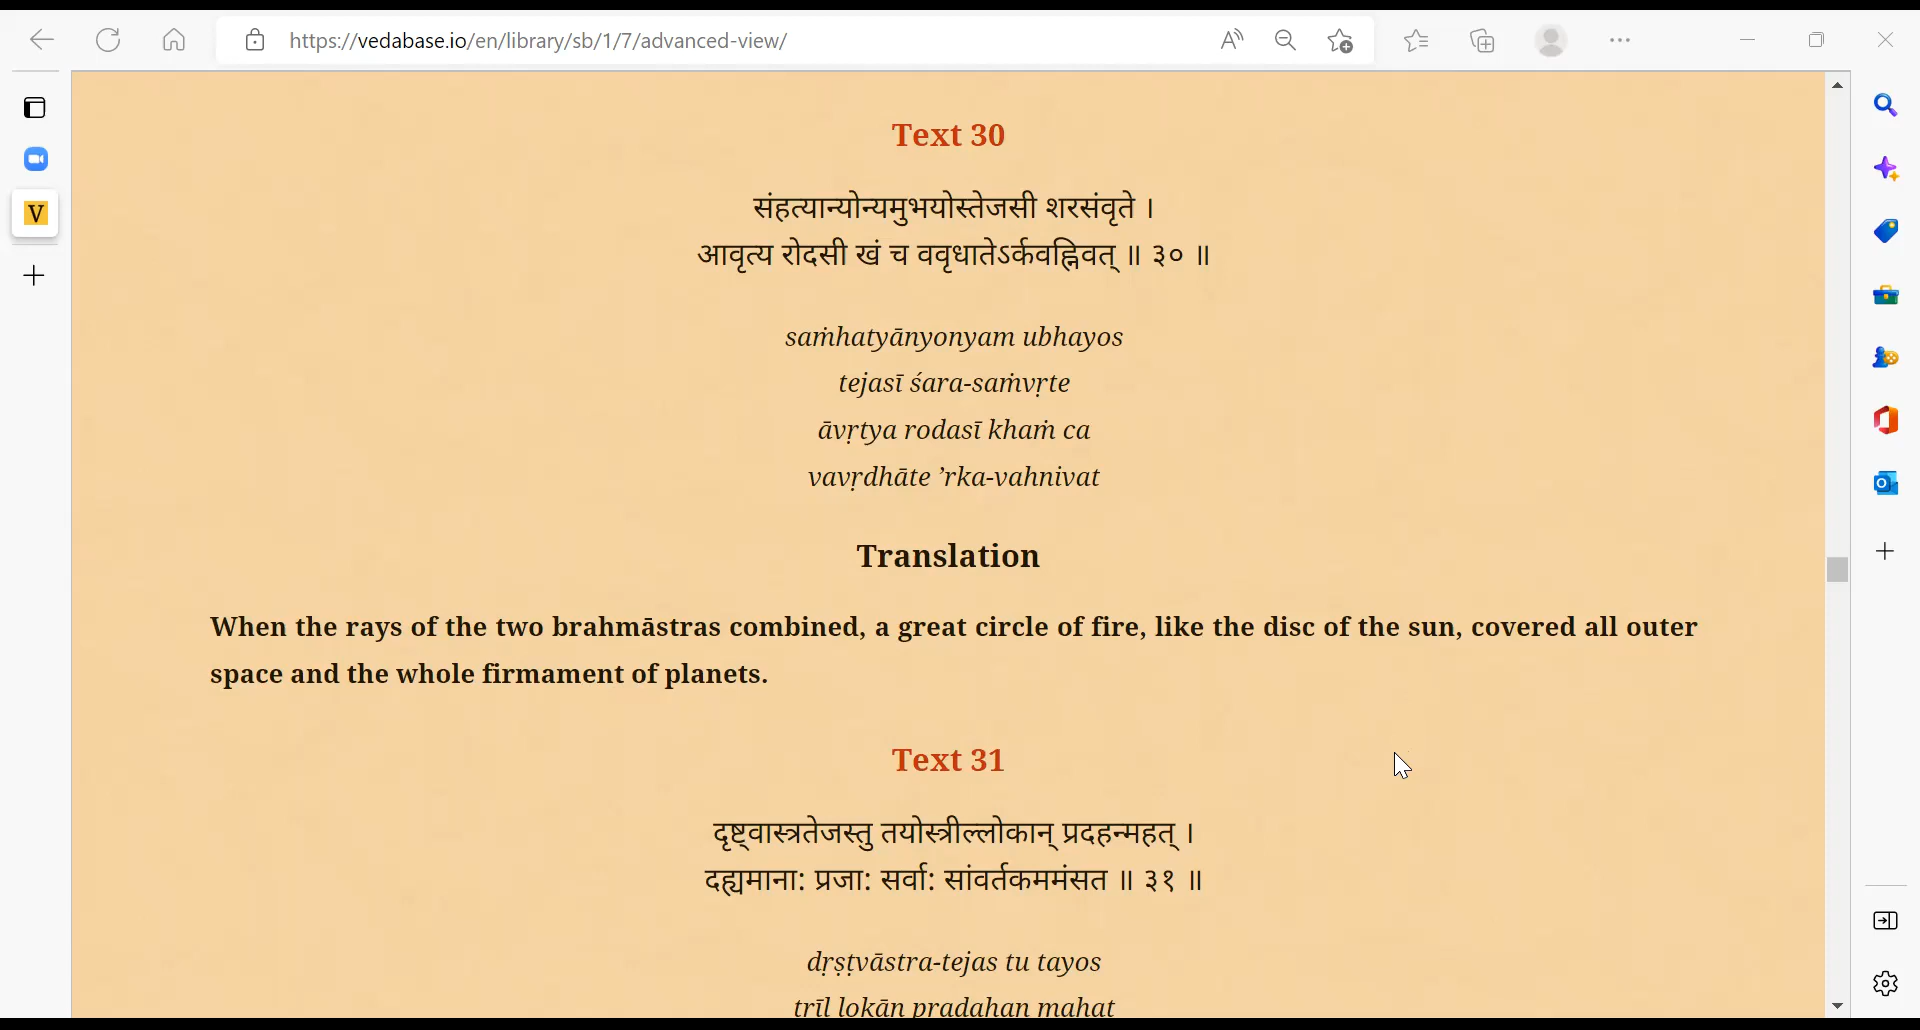 https://vedabase.io/en/library/sb/1/7/advanced-view/
Text 30
संहत्यान्योन्यमुभयोस्तेजसी शरसंवृते ।
आवृत्य रोदसी खं च ववृधातेऽर्कवह्निवत् ॥ ३० ॥
saṁhatyānyonyam ubhayos
tejasī śara-saṁvṛte
āvṛtya rodasī khaṁ ca
vavṛdhāte ’rka-vahnivat
Translation
When the rays of the two brahmāstras combined, a great circle of fire, like the disc of the sun, covered all outer
space and the whole firmament of planets.
Text 31
दृष्ट्वास्त्रतेजस्तु तयोस्त्रील्लोकान् प्रदहन्महत् ।
दह्यमाना: प्रजा: सर्वा: सांवर्तकममंसत ॥ ३१ ॥
dṛṣṭvāstra-tejas tu tayos
trīl lokān pradahan mahat